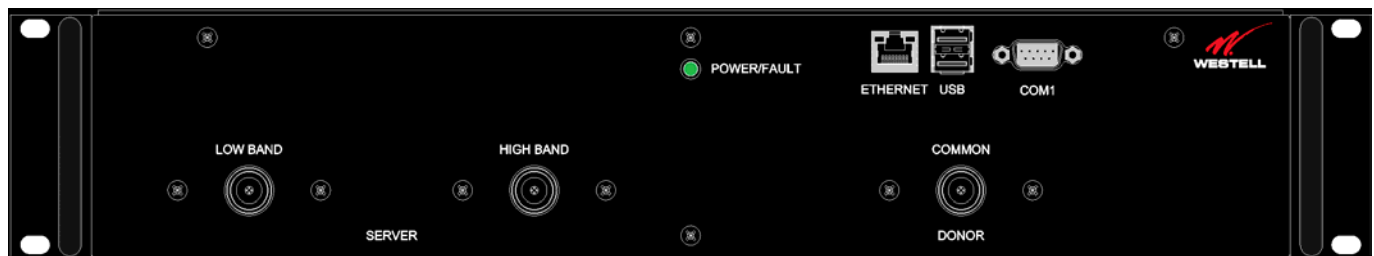 POWER/FAULT
ETHERNET USB COM1
WESTELL
LOW BAND
HIGH BAND
COMMON
SERVER
DONOR